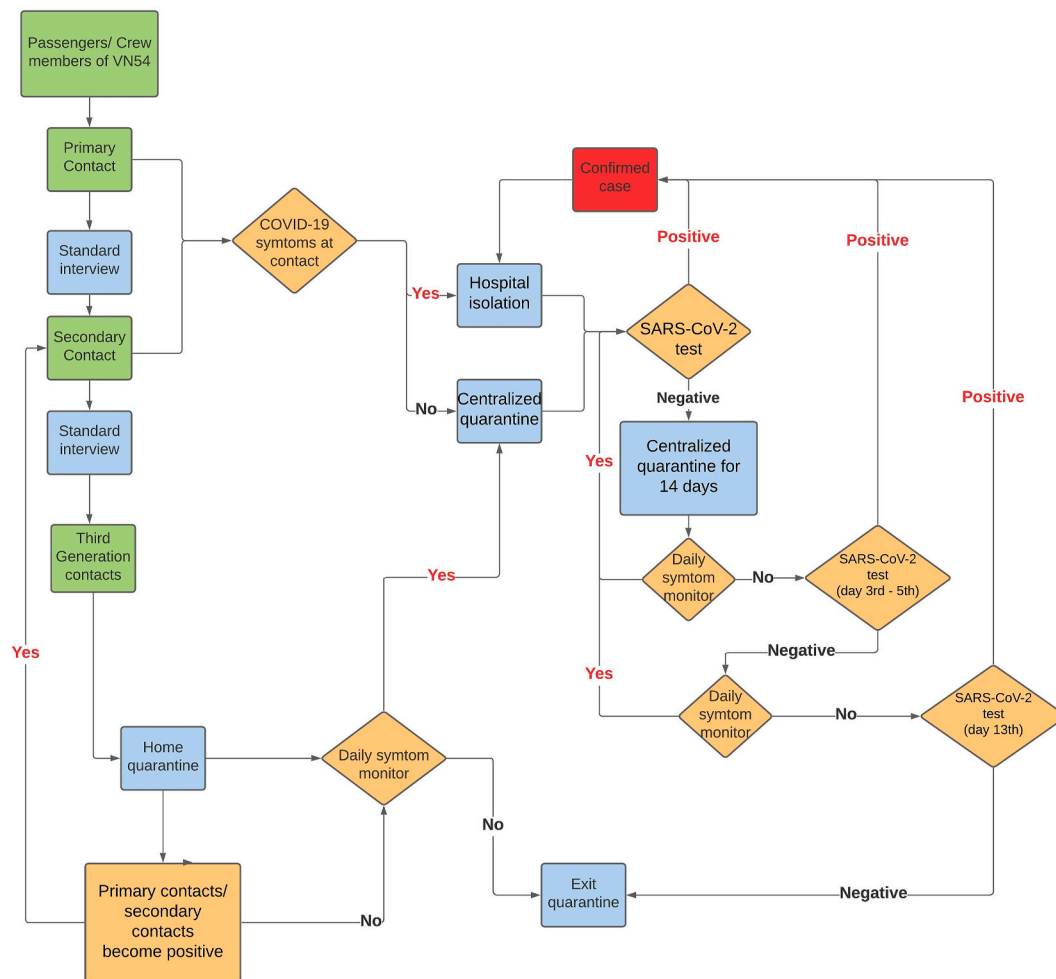 Passengers/ Crew
members of VN54
Primary
Contact
Confirmed
case
COVID-19
symtoms at
contact
Positive
Positive
Standard
interview
Hospital
isolation
Yes
SARS-CoV-2
test
Secondary
Contact
Negative
Centralized
quarantine
No
Positive
Standard
interview
Centralized
quarantine for
14 days
Yes
Third
Generation
contacts
Yes
Daily
symtom
monitor
No
SARS-CoV-2
test
(day 3rd - 5th)
Yes
Negative
Yes
Daily
symtom
monitor
No
SARS-CoV-2
test
(day 13th)
Home
quarantine
Daily symtom
monitor
No
Exit
quarantine
Negative
Primary contacts/
secondary
contacts
become positive
No